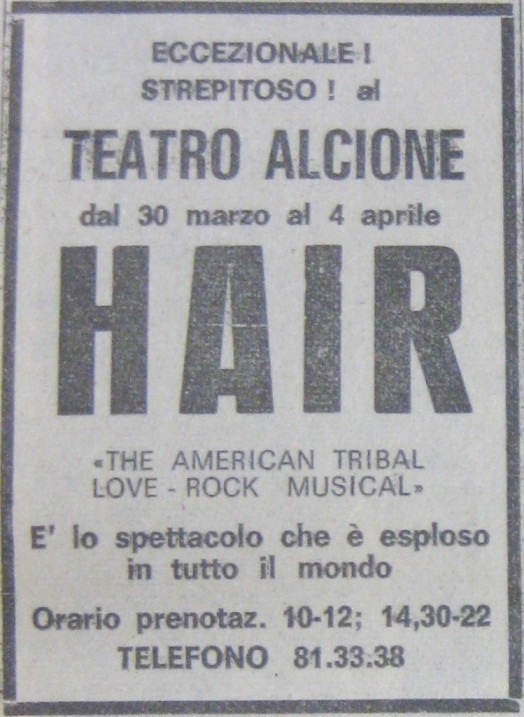 ECCEZIONALE!
STREPITOSO! al
TEATRO ALCIONE
dal 30 marzo al 4 aprile
HAIR
«THE AMERICAN TRIBAL
LOVE - ROCK MUSICAL»
E' lo spettacolo che è esploso
in tutto il mondo
Orario prenotaz. 10-12; 14,30-22
TELEFONO 81.33.38